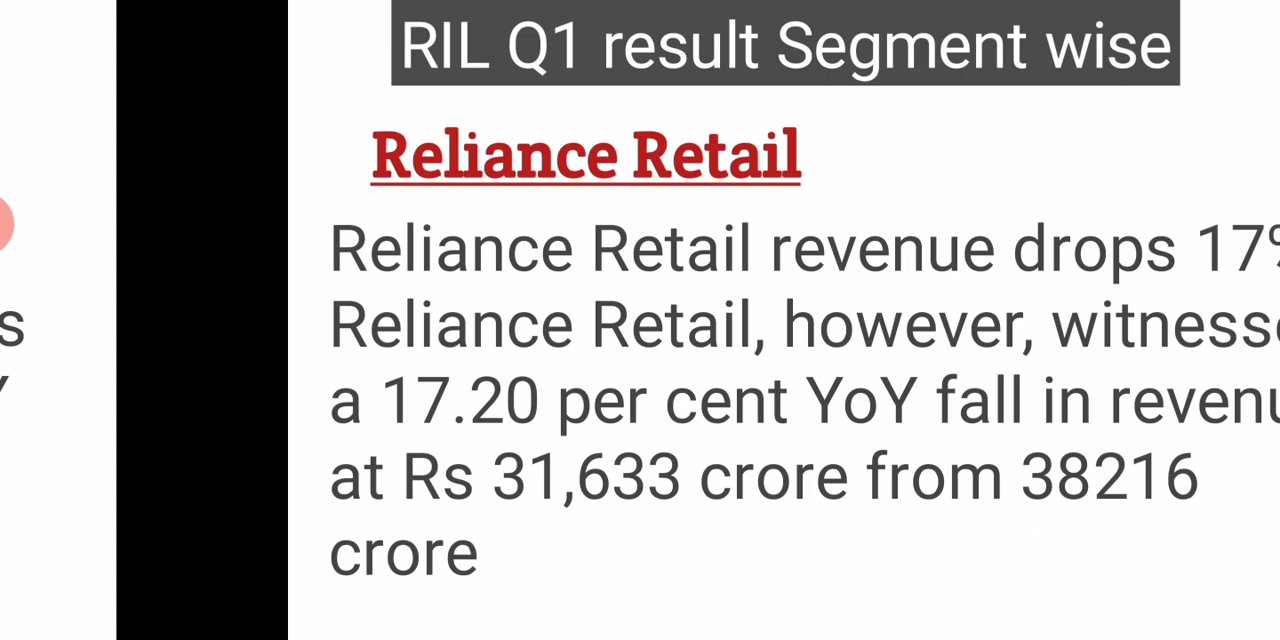 RIL Q1 result Segment wise
Reliance Retail
Reliance Retail revenue drops 17%
Reliance Retail, however,
a 17.20 per cent YoY fall in
at Rs 31,633 crore from 38216
crore
s
Y